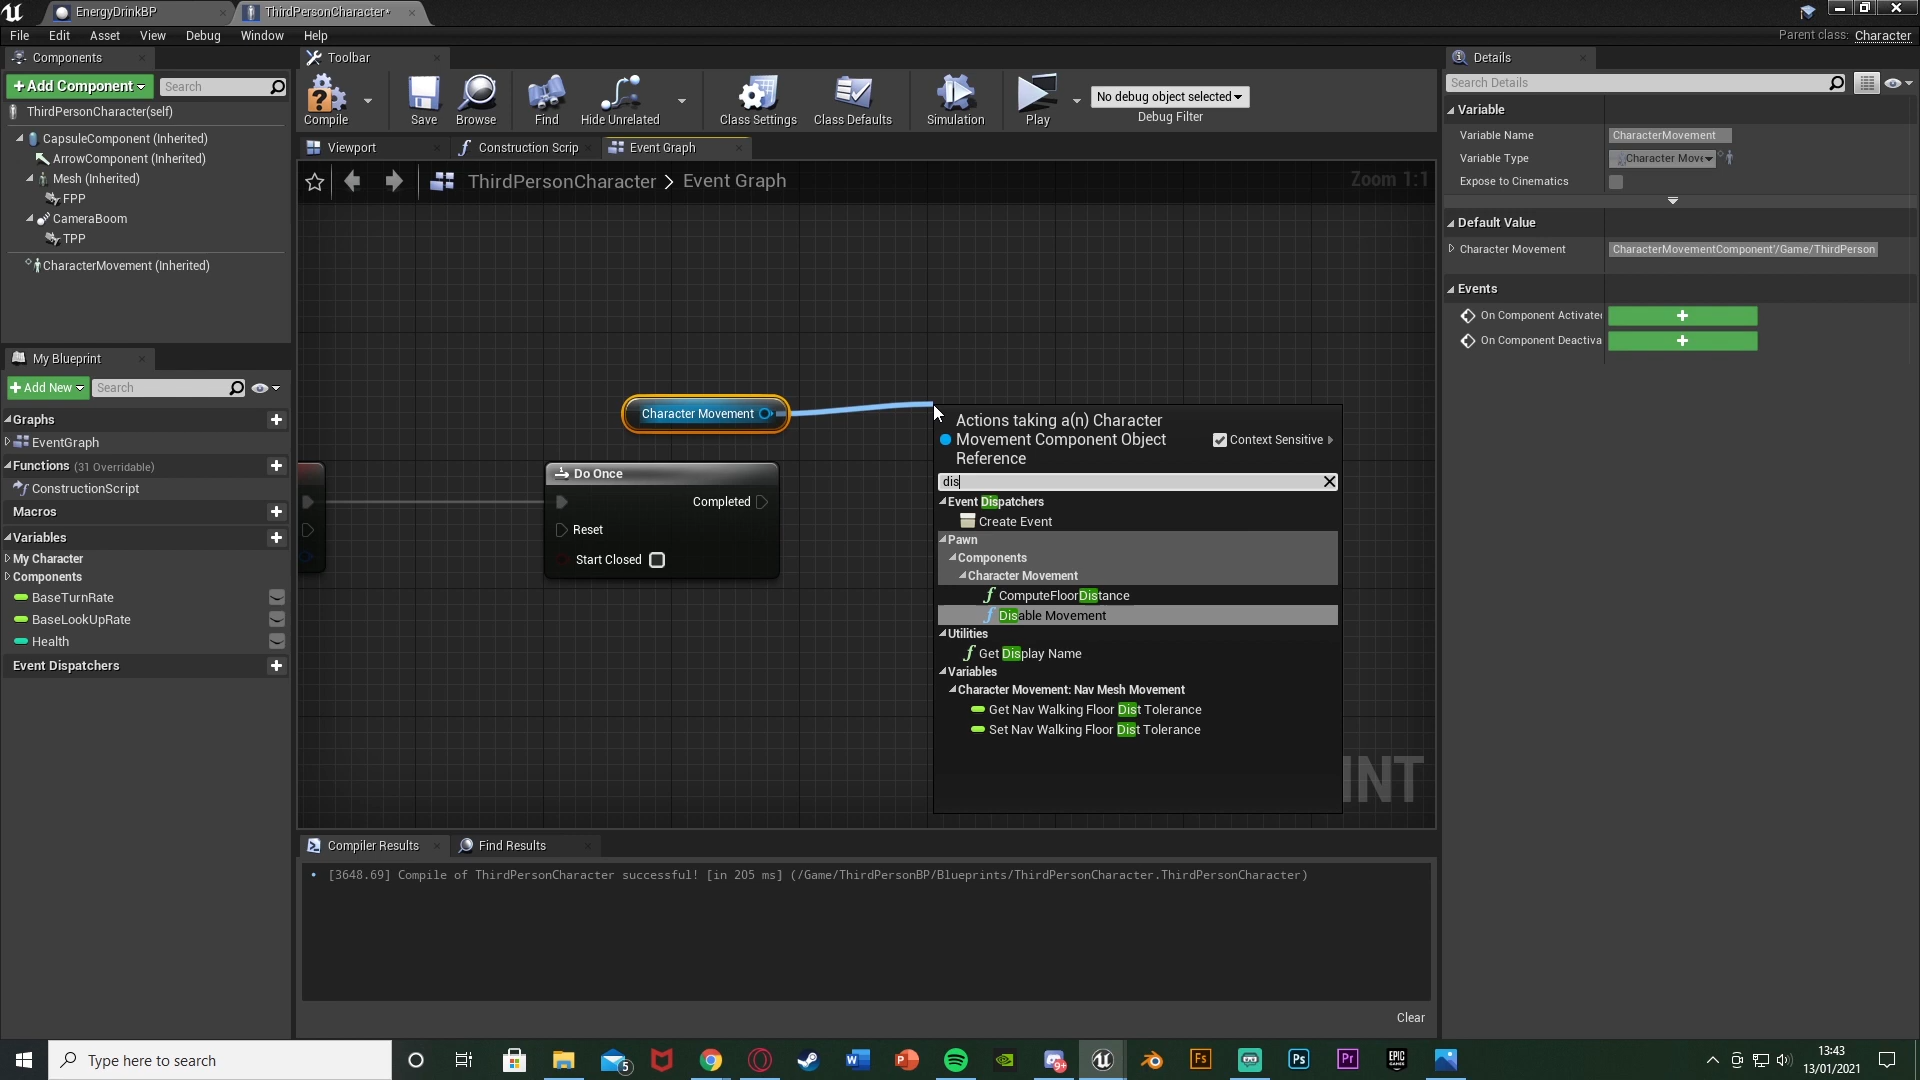 EnergyDrinkBP
ThirdPersonCharacter*
File Edit Asset View Debug Window Help
Parent class: Character
Components
+Add Component
Search
ThirdPersonCharacter(self)
CapsuleComponent (Inherited)
ArrowComponent (Inherited)
Mesh (Inherited)
FPP
CameraBoom
TPP
CharacterMovement (Inherited)
My Blueprint
+Add New
Search
Graphs
EventGraph
Functions (31 Overridable)
ConstructionScript
Macros
Variables
My Character
Components
BaseTurnRate
BaseLookUpRate
Health
Event Dispatchers
Toolbar
Compile
Save
Browse
Find
Hide Unrelated
Class Settings
Class Defaults
Simulation
Play
No debug object selected
Debug Filter
Viewport
Construction Scrip
Event Graph
ThirdPersonCharacter > Event Graph
Zoom 1:1
Character Movement
Do Once
Completed
Reset
Start Closed
Actions taking a(n) Character
Movement Component Object
Reference
Context Sensitive
dis
Event Dispatchers
Create Event
Pawn
Components
Character Movement
ComputeFloorDistance
Disable Movement
Utilities
Get Display Name
Variables
Character Movement: Nav Mesh Movement
Get Nav Walking Floor Dist Tolerance
Set Nav Walking Floor Dist Tolerance
INT
Compiler Results
Find Results
[3648.69] Compile of ThirdPersonCharacter successful! [in 205 ms] (/Game/ThirdPersonBP/Blueprints/ThirdPersonCharacter.ThirdPersonCharacter)
Clear
Details
Search Details
Variable
Variable Name
CharacterMovement
Variable Type
Character Move
Expose to Cinematics
Default Value
Character Movement
CharacterMovementComponent'/Game/ThirdPerson
Events
On Component Activated
On Component Deactiva
Type here to search
5
W
P
9+
Fs
Ps
Pr
EPIC
GAMES
13:43
13/01/2021